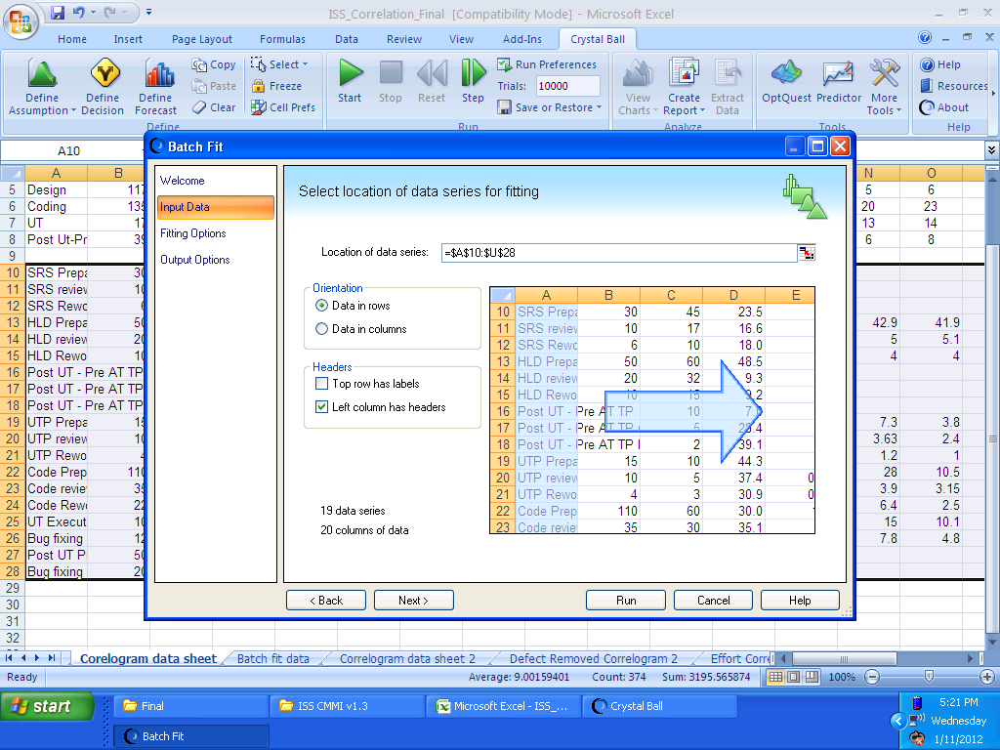 ISS_Correlation_Final [Compatibility Mode] - Microsoft Excel
Home Insert Page Layout Formulas Data Review View Add-Ins Crystal Ball
Define Assumption Define Decision Define Forecast Copy Paste Clear Select Freeze Cell Prefs
Start Stop Reset Step Run Preferences Trials: 10000 Save or Restore
View Charts Create Report Extract Data OptQuest Predictor More Tools Help Resources About
Define Run Analyze Tools Help
A10
Batch Fit
A B N O
5 Design 117 5 6
6 Coding 135 20 23
7 UT 17 13 14
8 Post Ut-Pr 39 6 8
9
10 SRS Prepa 30
11 SRS review 10
12 SRS Rewo 6
13 HLD Prepa 50 42.9 41.9
14 HLD review 20 5 5.1
15 HLD Rewo 10 4 4
16 Post UT - Pre AT TP
17 Post UT - Pre AT TP
18 Post UT - Pre AT TP
19 UTP Prepa 15 7.3 3.8
20 UTP review 10 3.63 2.4
21 UTP Rewo 4 1.2 1
22 Code Prep 110 28 10.5
23 Code revie 35 3.9 3.15
24 Code Rewo 22 6.4 2.5
25 UT Execut 10 15 10.1
26 Bug fixing 12 7.8 4.8
27 Post UT P 50
28 Bug fixing 20
29
30
31
32
Welcome
Input Data
Fitting Options
Output Options
Select location of data series for fitting
Location of data series: =$A$10:$U$28
Orientation
Data in rows
Data in columns
Headers
Top row has labels
Left column has headers
19 data series
20 columns of data
A B C D E
10 SRS Prepa 30 45 23.5
11 SRS review 10 17 16.6
12 SRS Rewo 6 10 18.0
13 HLD Prepa 50 60 48.5
14 HLD review 20 32 9.3
15 HLD Rewo 10 15 9.2
16 Post UT - Pre AT TP 10
17 Post UT - Pre AT TP 5
18 Post UT - Pre AT TP 2 39.1
19 UTP Prepa 15 10 44.3
20 UTP review 10 5 37.4 0
21 UTP Rewo 4 3 30.9 0
22 Code Prep 110 60 30.0
23 Code revie 35 30 35.1
< Back Next > Run Cancel Help
Corelogram data sheet Batch fit data Correlogram data sheet 2 Defect Removed Correlogram 2 Effort Corre
Ready Average: 9.00159401 Count: 374 Sum: 3195.565874 100%
start Final ISS CMMI v1.3 Microsoft Excel - ISS_... Crystal Ball 5:21 PM
Wednesday
Batch Fit 1/11/2012